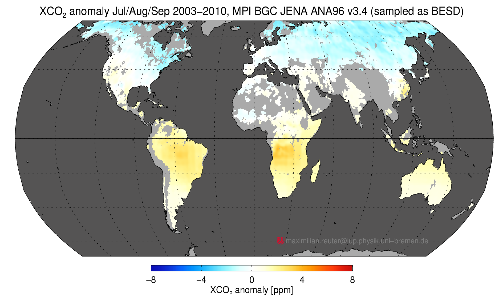 XCO₂ anomaly Jul/Aug/Sep 2003−2010, MPI BGC JENA ANA96 v3.4 (sampled as BESD)
−8 −4 0 4 8
XCO₂ anomaly [ppm]